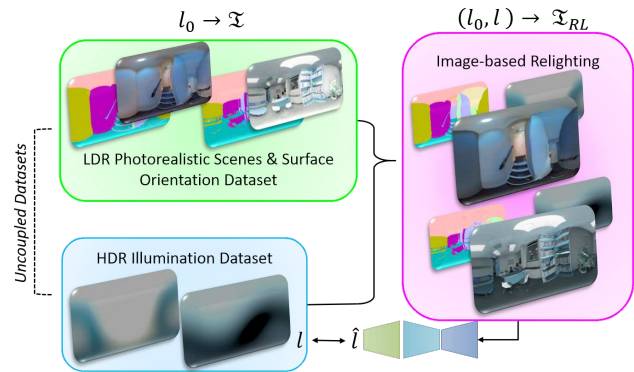 l₀ → 𝔗
(l₀, l) → 𝔗_RL
Image-based Relighting
LDR Photorealistic Scenes & Surface
Orientation Dataset
Uncoupled Datasets
HDR Illumination Dataset
l ↔ l̂